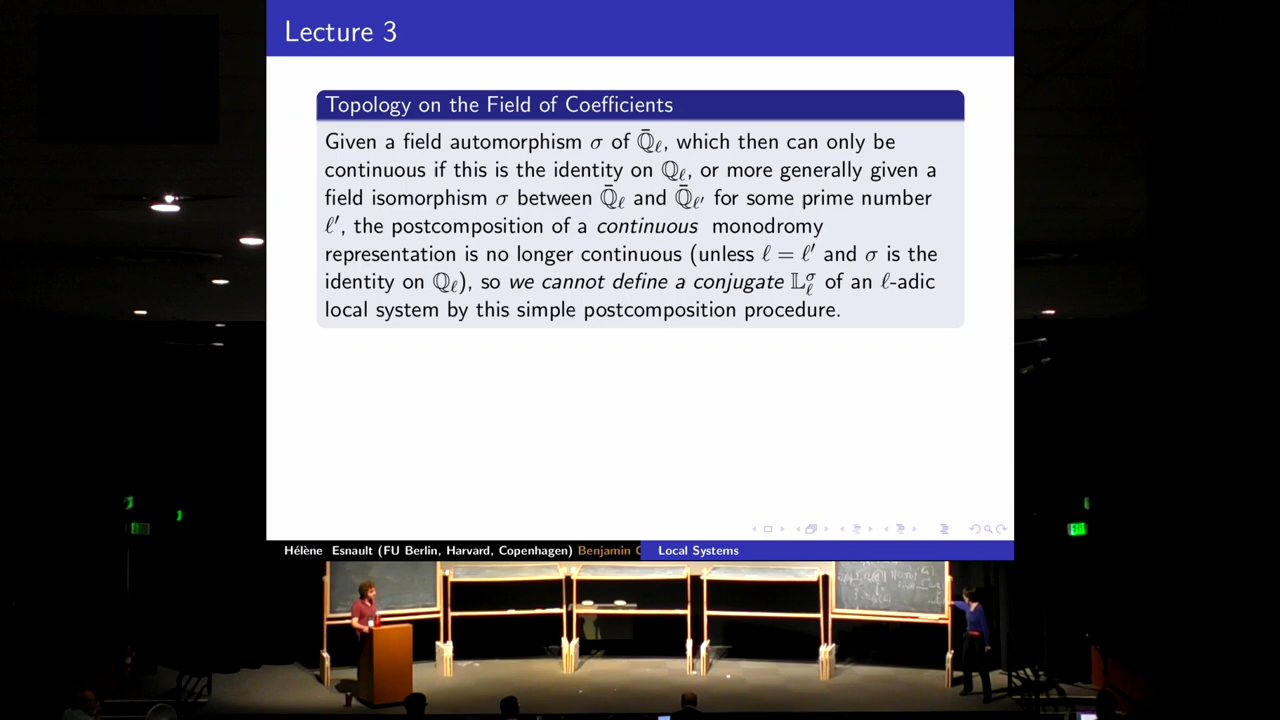 Lecture 3
Topology on the Field of Coefficients
Given a field automorphism σ of ℚ̄_ℓ, which then can only be
continuous if this is the identity on ℚ_ℓ, or more generally given a
field isomorphism σ between ℚ̄_ℓ and ℚ̄_ℓ′ for some prime number
ℓ′, the postcomposition of a continuous monodromy
representation is no longer continuous (unless ℓ = ℓ′ and σ is the
identity on ℚ_ℓ), so we cannot define a conjugate 𝕃_ℓ^σ of an ℓ-adic
local system by this simple postcomposition procedure.
Hélène Esnault (FU Berlin, Harvard, Copenhagen) Benjamin
Local Systems